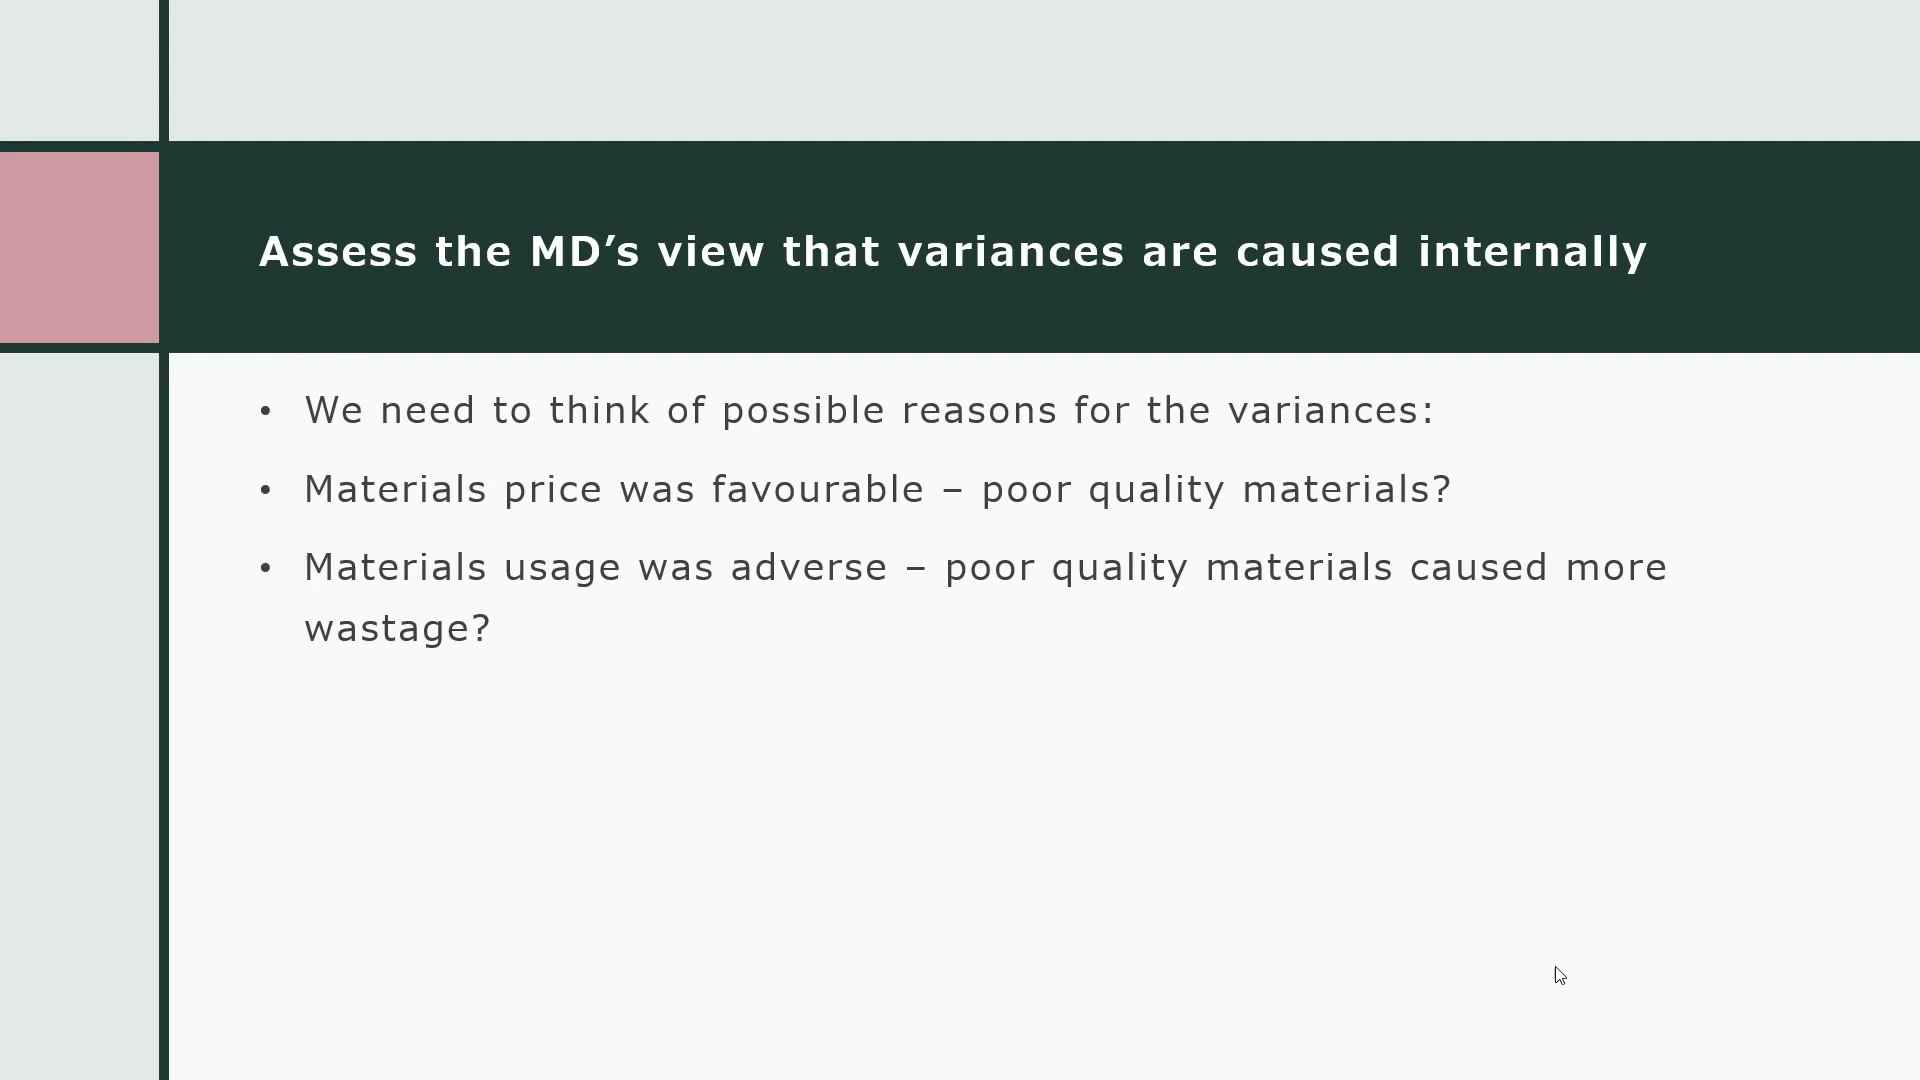 Assess the MD’s view that variances are caused internally
• We need to think of possible reasons for the variances:
• Materials price was favourable – poor quality materials?
• Materials usage was adverse – poor quality materials caused more
wastage?